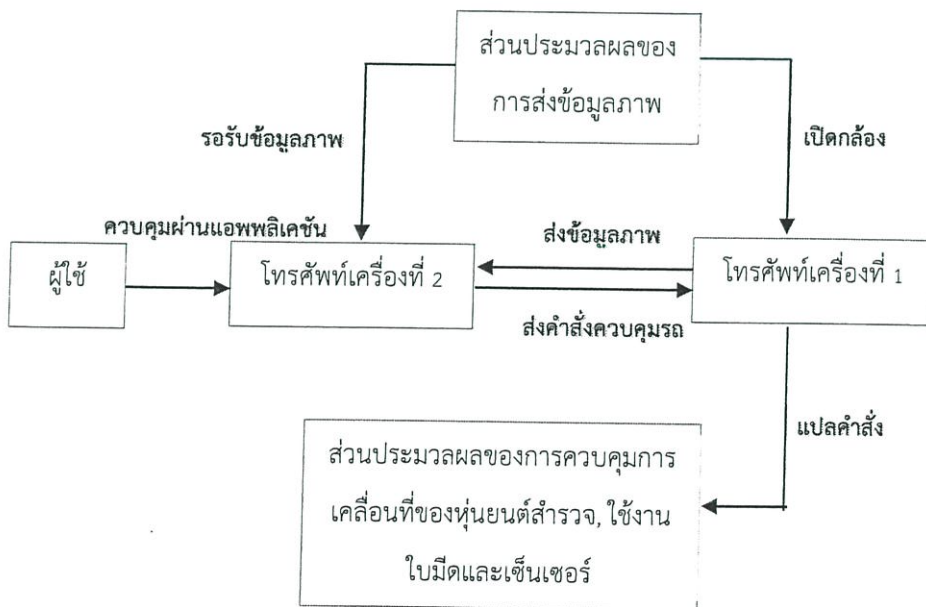 ส่วนประมวลผลของ
การส่งข้อมูลภาพ
รอรับข้อมูลภาพ
เปิดกล้อง
ควบคุมผ่านแอพพลิเคชัน
ส่งข้อมูลภาพ
ผู้ใช้
โทรศัพท์เครื่องที่ 2
โทรศัพท์เครื่องที่ 1
ส่งคำสั่งควบคุมรถ
แปลคำสั่ง
ส่วนประมวลผลของการควบคุมการ
เคลื่อนที่ของหุ่นยนต์สำรวจ, ใช้งาน
ใบมีดและเซ็นเซอร์